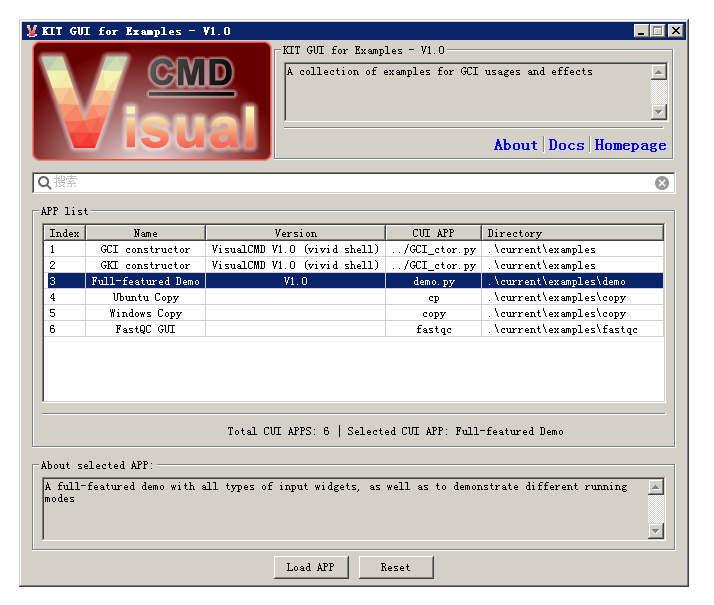 KIT GUI for Examples - V1.0
CMD
Visual
KIT GUI for Examples - V1.0
A collection of examples for GCI usages and effects
About Docs Homepage
搜索
APP list
Index Name Version CUI APP Directory
1 GCI constructor VisualCMD V1.0 (vivid shell) ../GCI_ctor.py .\current\examples
2 GKI constructor VisualCMD V1.0 (vivid shell) ../GCI_ctor.py .\current\examples
3 Full-featured Demo V1.0 demo.py .\current\examples\demo
4 Ubuntu Copy cp .\current\examples\copy
5 Windows Copy copy .\current\examples\copy
6 FastQC GUI fastqc .\current\examples\fastqc
Total CUI APPS: 6 | Selected CUI APP: Full-featured Demo
About selected APP:
A full-featured demo with all types of input widgets, as well as to demonstrate different running
modes
Load APP Reset